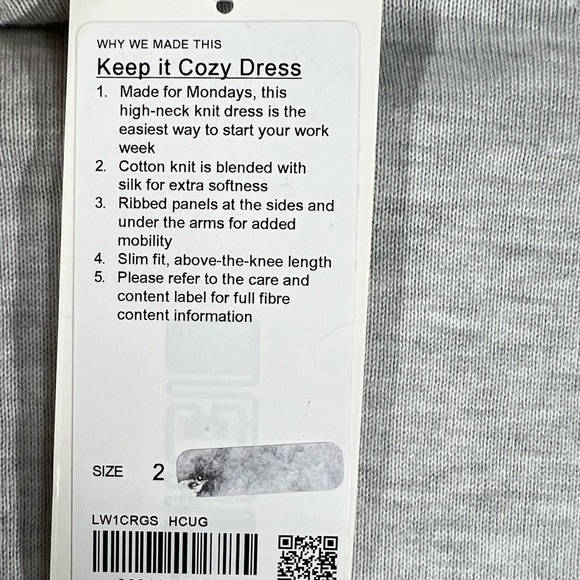 WHY WE MADE THIS
Keep it Cozy Dress
1. Made for Mondays, this
high-neck knit dress is the
easiest way to start your work
week
2. Cotton knit is blended with
silk for extra softness
3. Ribbed panels at the sides and
under the arms for added
mobility
4. Slim fit, above-the-knee length
5. Please refer to the care and
content label for full fibre
content information
SIZE 2
LW1CRGS HCUG